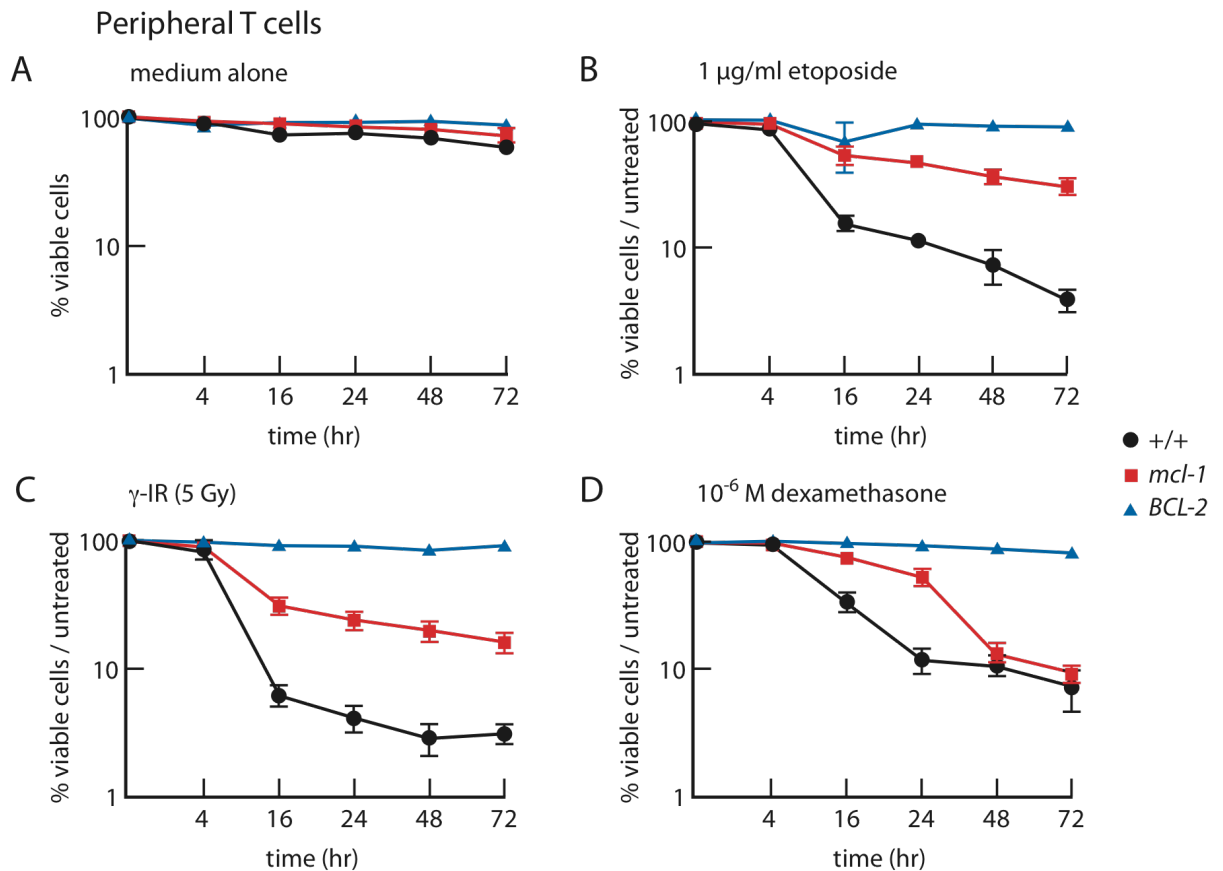 Peripheral T cells
A
medium alone
% viable cells
100
10
1
4 16 24 48 72
time (hr)
B
1 µg/ml etoposide
% viable cells / untreated
100
10
1
4 16 24 48 72
time (hr)
+/+
mcl-1
BCL-2
C
γ-IR (5 Gy)
% viable cells / untreated
100
10
1
4 16 24 48 72
time (hr)
D
10⁻⁶ M dexamethasone
% viable cells / untreated
100
10
1
4 16 24 48 72
time (hr)